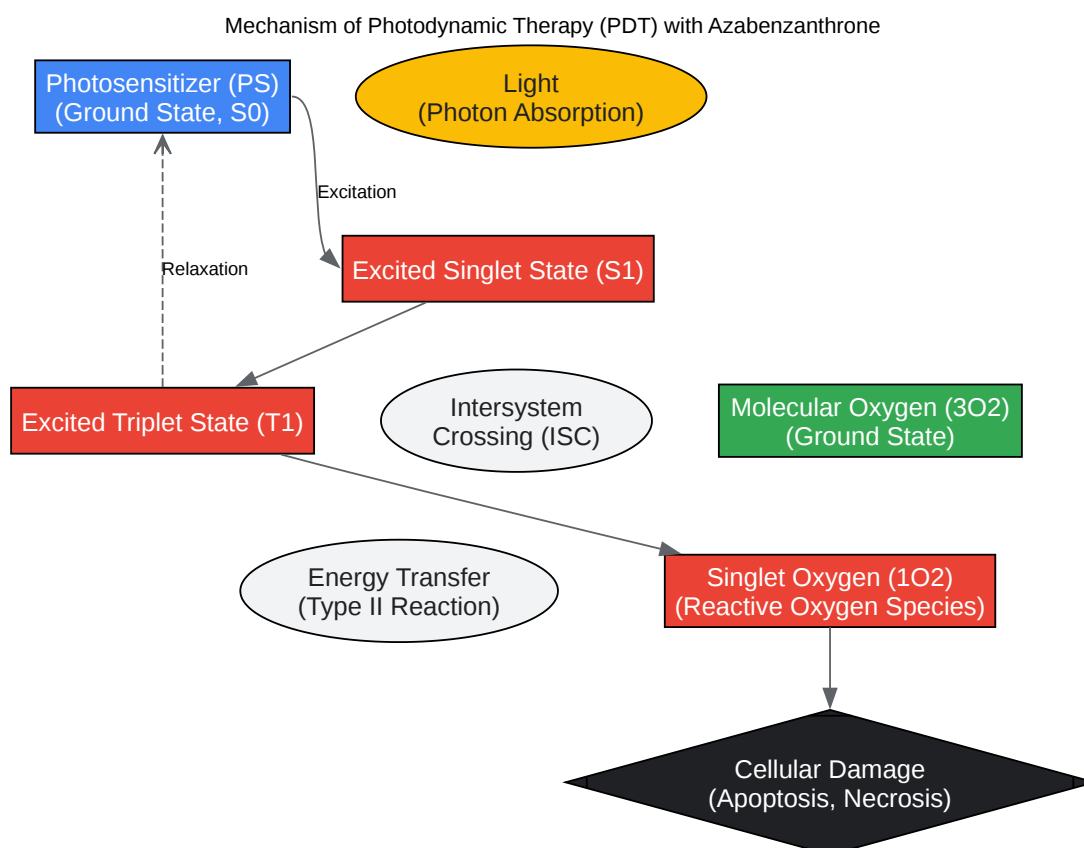 Mechanism of Photodynamic Therapy (PDT) with Azabenzanthrone
Photosensitizer (PS)
(Ground State, S0)
Light
(Photon Absorption)
Excitation
Excited Singlet State (S1)
Relaxation
Excited Triplet State (T1)
Intersystem
Crossing (ISC)
Molecular Oxygen (3O2)
(Ground State)
Energy Transfer
(Type II Reaction)
Singlet Oxygen (1O2)
(Reactive Oxygen Species)
Cellular Damage
(Apoptosis, Necrosis)